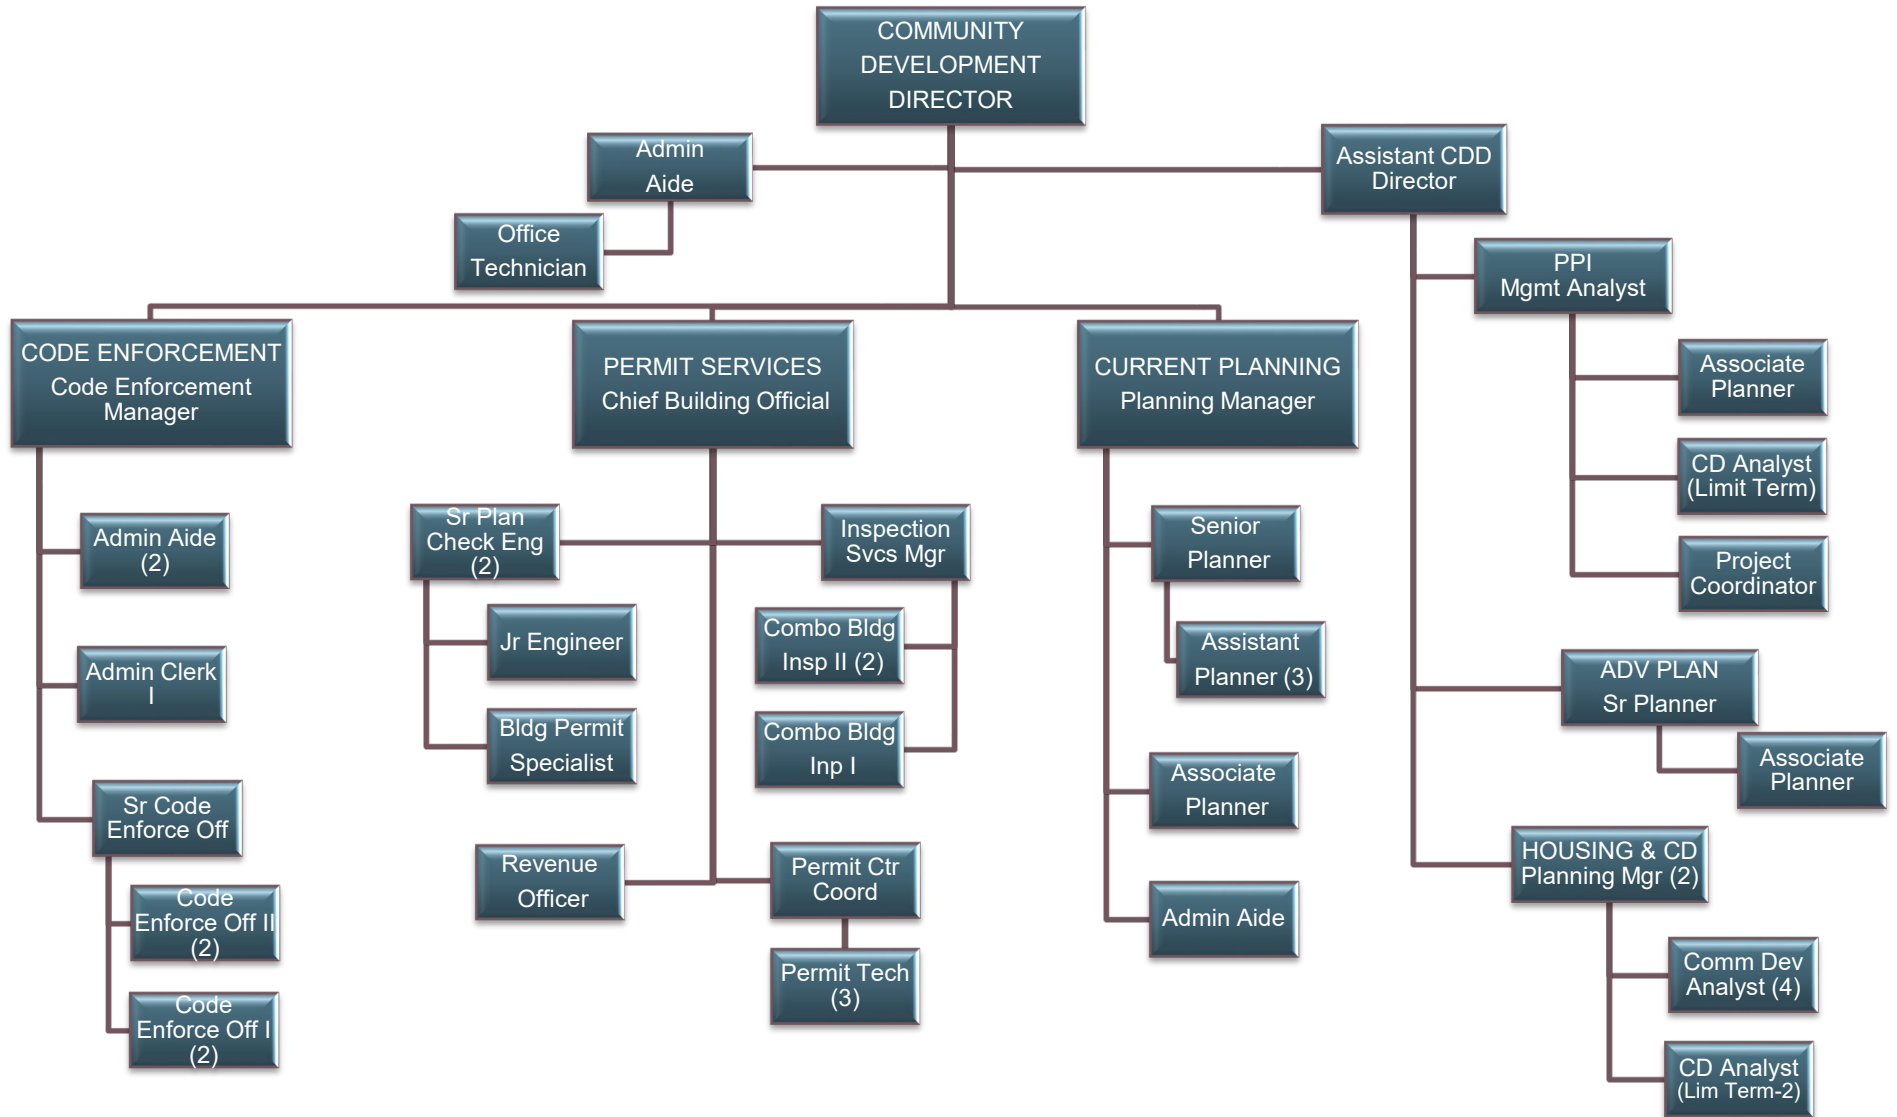 COMMUNITY
DEVELOPMENT
DIRECTOR
Admin
Aide
Office
Technician
Assistant CDD
Director
CODE ENFORCEMENT
Code Enforcement
Manager
Admin Aide
(2)
Admin Clerk
I
Sr Code
Enforce Off
Code
Enforce Off II
(2)
Code
Enforce Off I
(2)
PERMIT SERVICES
Chief Building Official
Sr Plan
Check Eng
(2)
Jr Engineer
Bldg Permit
Specialist
Inspection
Svcs Mgr
Combo Bldg
Insp II (2)
Combo Bldg
Inp I
Revenue
Officer
Permit Ctr
Coord
Permit Tech
(3)
CURRENT PLANNING
Planning Manager
Senior
Planner
Assistant
Planner (3)
Associate
Planner
Admin Aide
PPI
Mgmt Analyst
Associate
Planner
CD Analyst
(Limit Term)
Project
Coordinator
ADV PLAN
Sr Planner
Associate
Planner
HOUSING & CD
Planning Mgr (2)
Comm Dev
Analyst (4)
CD Analyst
(Lim Term-2)